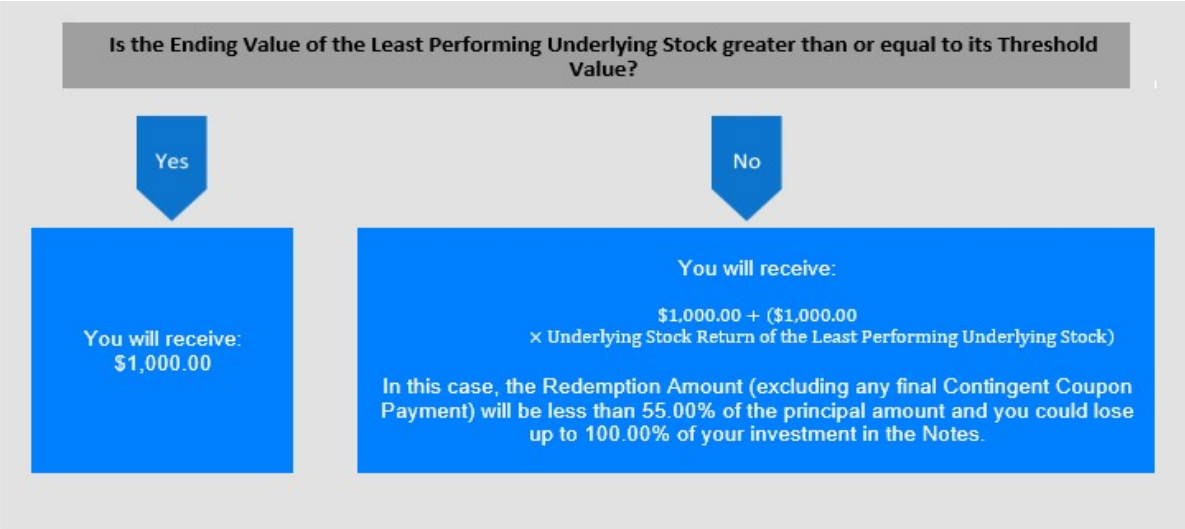 Is the Ending Value of the Least Performing Underlying Stock greater than or equal to its Threshold
Value?
Yes
No
You will receive:
$1,000.00
You will receive:
$1,000.00 + ($1,000.00
× Underlying Stock Return of the Least Performing Underlying Stock)
In this case, the Redemption Amount (excluding any final Contingent Coupon
Payment) will be less than 55.00% of the principal amount and you could lose
up to 100.00% of your investment in the Notes.